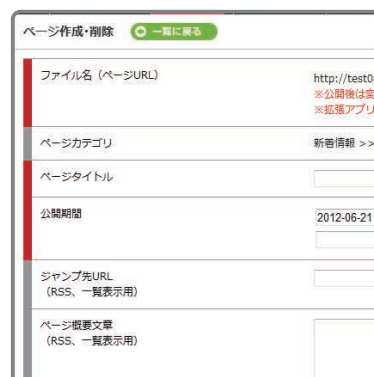 ページ作成・削除 一覧に戻る
ファイル名（ページURL） http://test0
※公開後は変
※拡張アプリ
ページカテゴリ 新着情報 >>
ページタイトル
公開期間 2012-06-21
ジャンプ先URL
（RSS、一覧表示用）
ページ概要文章
（RSS、一覧表示用）